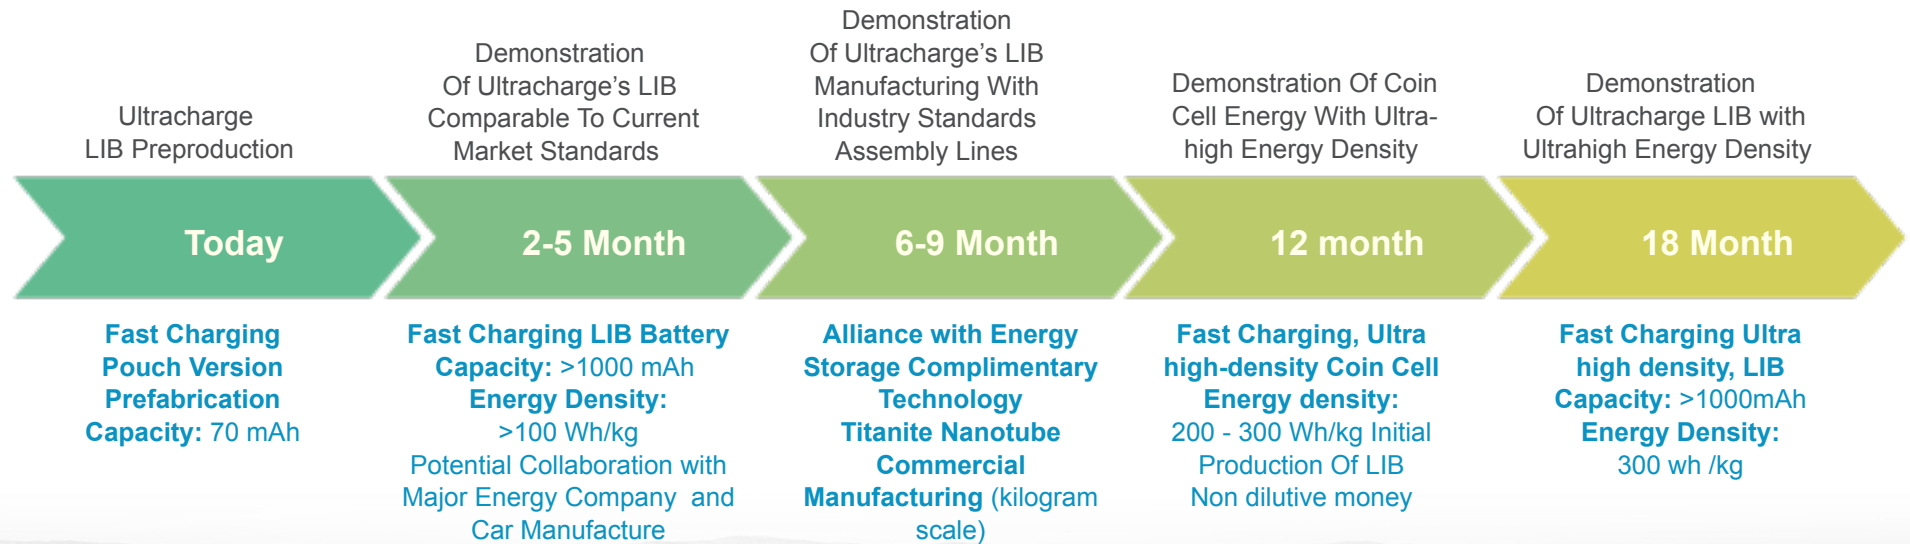 Ultracharge
LIB Preproduction
Demonstration
Of Ultracharge’s LIB
Comparable To Current
Market Standards
Demonstration
Of Ultracharge’s LIB
Manufacturing With
Industry Standards
Assembly Lines
Demonstration Of Coin
Cell Energy With Ultra-
high Energy Density
Demonstration
Of Ultracharge LIB with
Ultrahigh Energy Density
Today
2-5 Month
6-9 Month
12 month
18 Month
Fast Charging
Pouch Version
Prefabrication
Capacity: 70 mAh
Fast Charging LIB Battery
Capacity: >1000 mAh
Energy Density:
>100 Wh/kg
Potential Collaboration with
Major Energy Company and
Car Manufacture
Alliance with Energy
Storage Complimentary
Technology
Titanite Nanotube
Commercial
Manufacturing (kilogram
scale)
Fast Charging, Ultra
high-density Coin Cell
Energy density:
200 - 300 Wh/kg Initial
Production Of LIB
Non dilutive money
Fast Charging Ultra
high density, LIB
Capacity: >1000mAh
Energy Density:
300 wh /kg